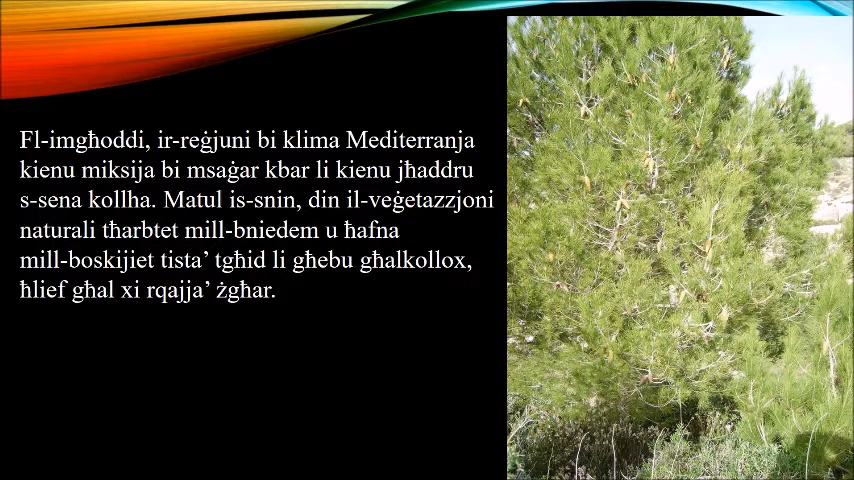 Fl-imgħoddi, ir-reġjuni bi klima Mediterranja
kienu miksija bi msaġar kbar li kienu jħaddru
s-sena kollha. Matul is-snin, din il-veġetazzjoni
naturali tħarbtet mill-bniedem u ħafna
mill-boskijiet tista’ tgħid li għebu għalkollox,
ħlief għal xi rqajja’ żgħar.